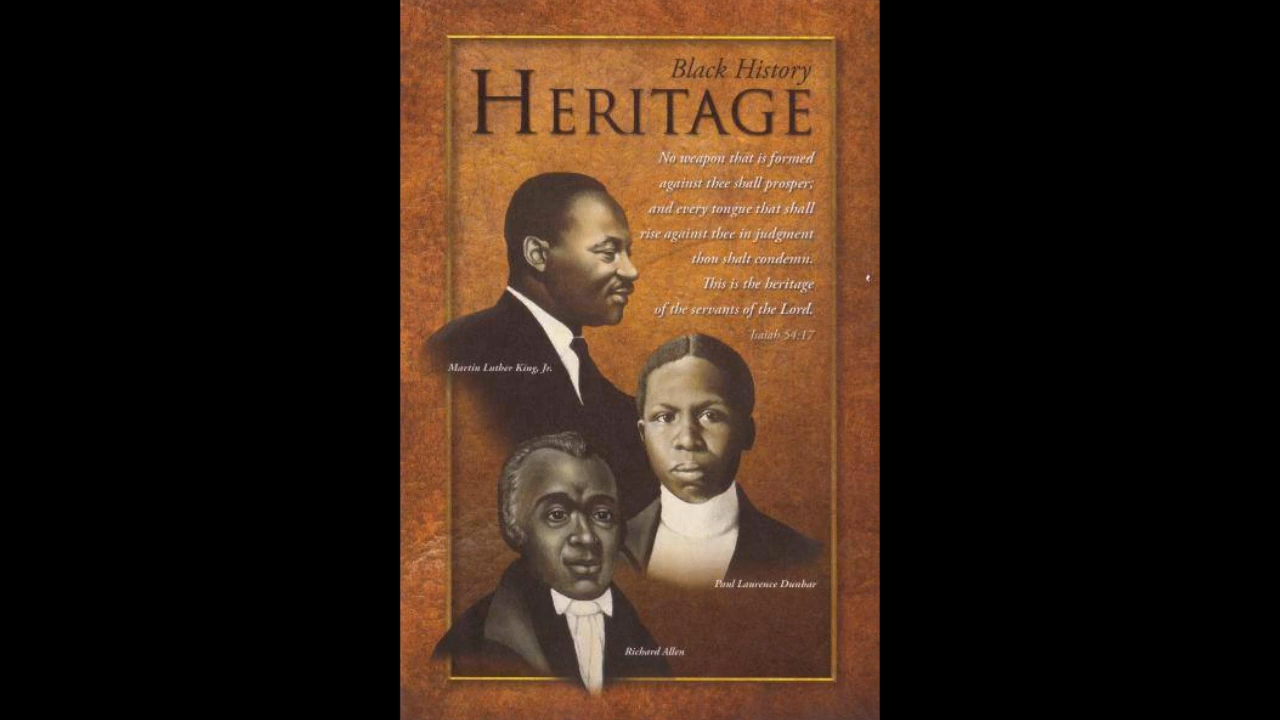 Black History
HERITAGE
No weapon that is formed
against thee shall prosper;
and every tongue that shall
rise against thee in judgment
thou shalt condemn.
This is the heritage
of the servants of the Lord.
Isaiah 54:17
Martin Luther King, Jr.
Paul Laurence Dunbar
Richard Allen